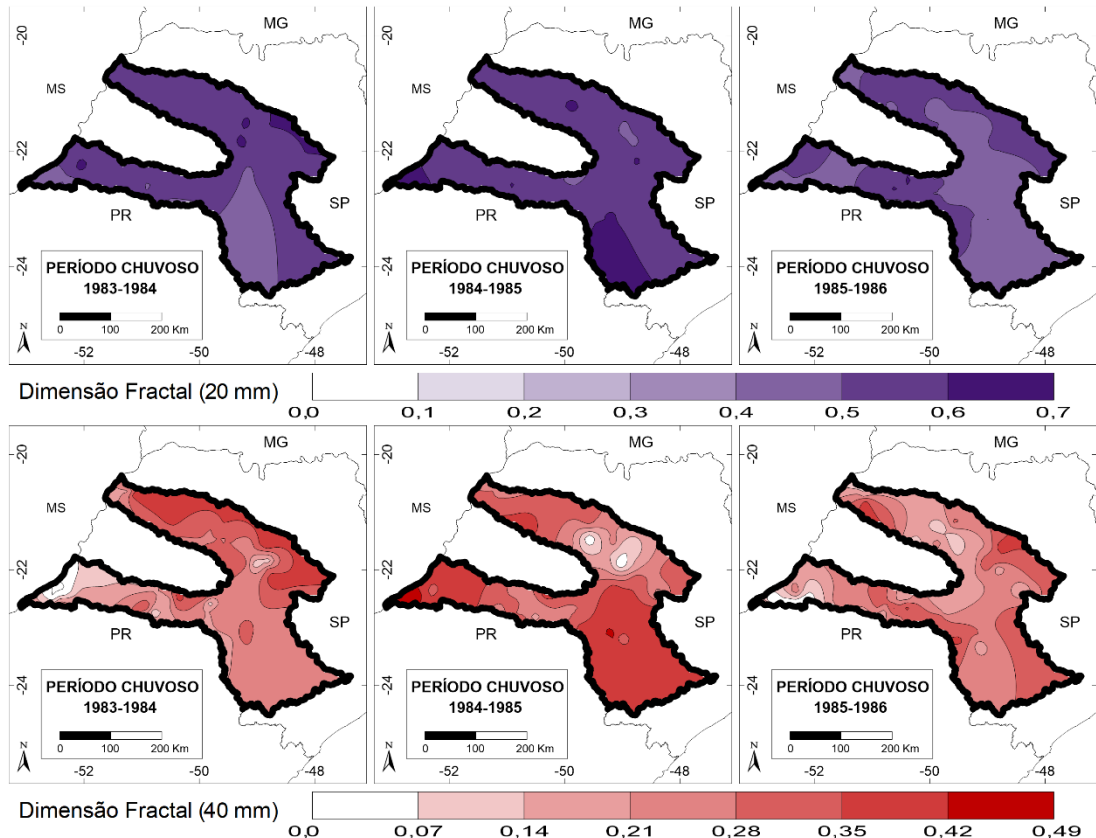 MG
-20
MS
-22
PR
SP
-24
PERÍODO CHUVOSO
1983-1984
0 100 200 Km
N
-52 -50 -48
MG
-20
MS
-22
PR
SP
-24
PERÍODO CHUVOSO
1984-1985
0 100 200 Km
N
-52 -50 -48
MG
-20
MS
-22
PR
SP
-24
PERÍODO CHUVOSO
1985-1986
0 100 200 Km
N
-52 -50 -48
Dimensão Fractal (20 mm)
0,0 0,1 0,2 0,3 0,4 0,5 0,6 0,7
MG
-20
MS
-22
PR
SP
-24
PERÍODO CHUVOSO
1983-1984
0 100 200 Km
N
-52 -50 -48
MG
-20
MS
-22
PR
SP
-24
PERÍODO CHUVOSO
1984-1985
0 100 200 Km
N
-52 -50 -48
MG
-20
MS
-22
PR
SP
-24
PERÍODO CHUVOSO
1985-1986
0 100 200 Km
N
-52 -50 -48
Dimensão Fractal (40 mm)
0,0 0,07 0,14 0,21 0,28 0,35 0,42 0,49